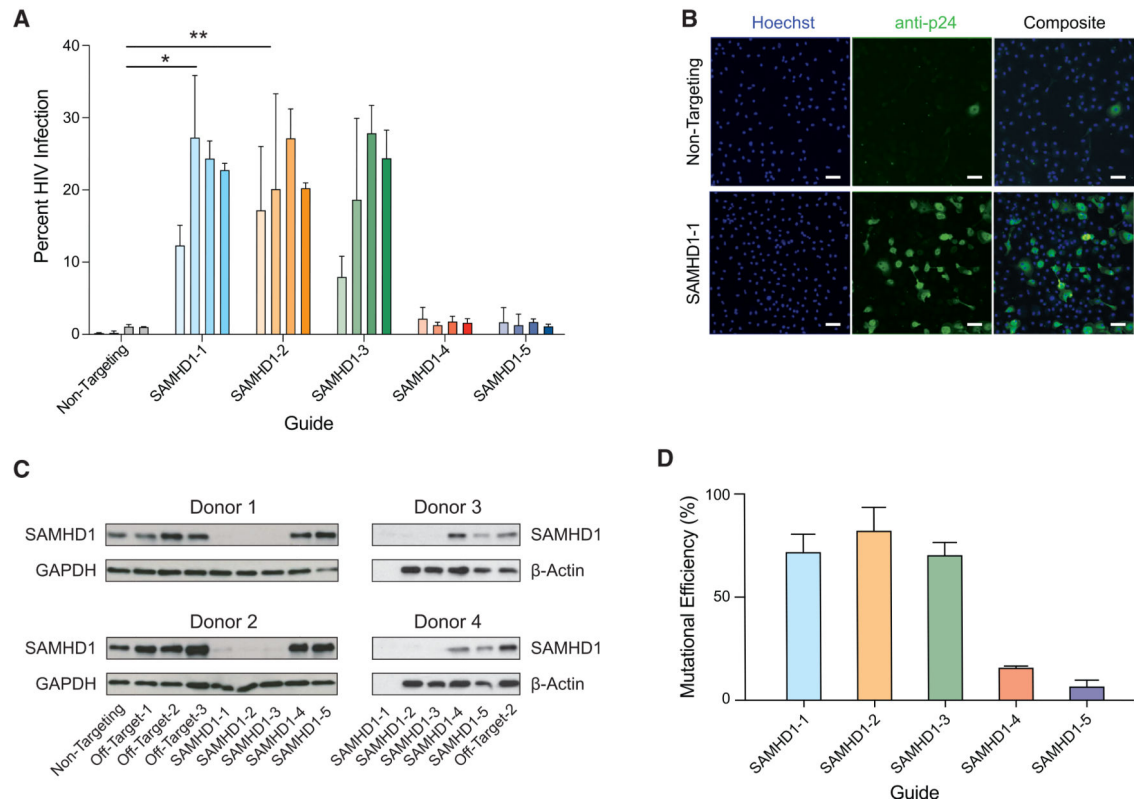 A
Percent HIV Infection
40
30
20
10
0
**
*
Non-Targeting
SAMHD1-1
SAMHD1-2
SAMHD1-3
SAMHD1-4
SAMHD1-5
Guide
B
Hoechst
anti-p24
Composite
Non-Targeting
SAMHD1-1
C
Donor 1
SAMHD1
GAPDH
Donor 3
SAMHD1
β-Actin
Donor 2
SAMHD1
GAPDH
Donor 4
SAMHD1
β-Actin
Non-Targeting
Off-Target-1
Off-Target-2
Off-Target-3
SAMHD1-1
SAMHD1-2
SAMHD1-3
SAMHD1-4
SAMHD1-5
SAMHD1-1
SAMHD1-2
SAMHD1-3
SAMHD1-4
SAMHD1-5
Off-Target-2
D
Mutational Efficiency (%)
100
50
0
SAMHD1-1
SAMHD1-2
SAMHD1-3
SAMHD1-4
SAMHD1-5
Guide